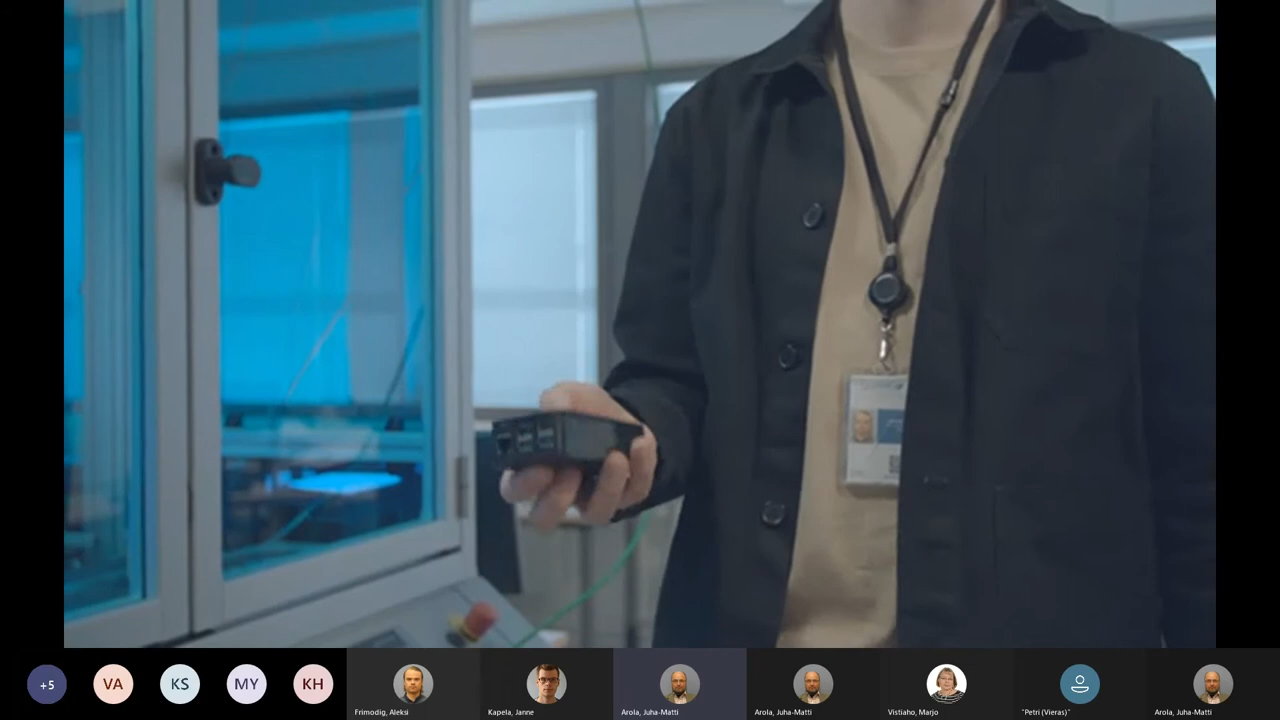 +5
VA
KS
MY
KH
Frimodig, Aleksi
Kapela, Janne
Arola, Juha-Matti
Arola, Juha-Matti
Vistiaho, Marjo
"Petri (Vieras)"
Arola, Juha-Matti